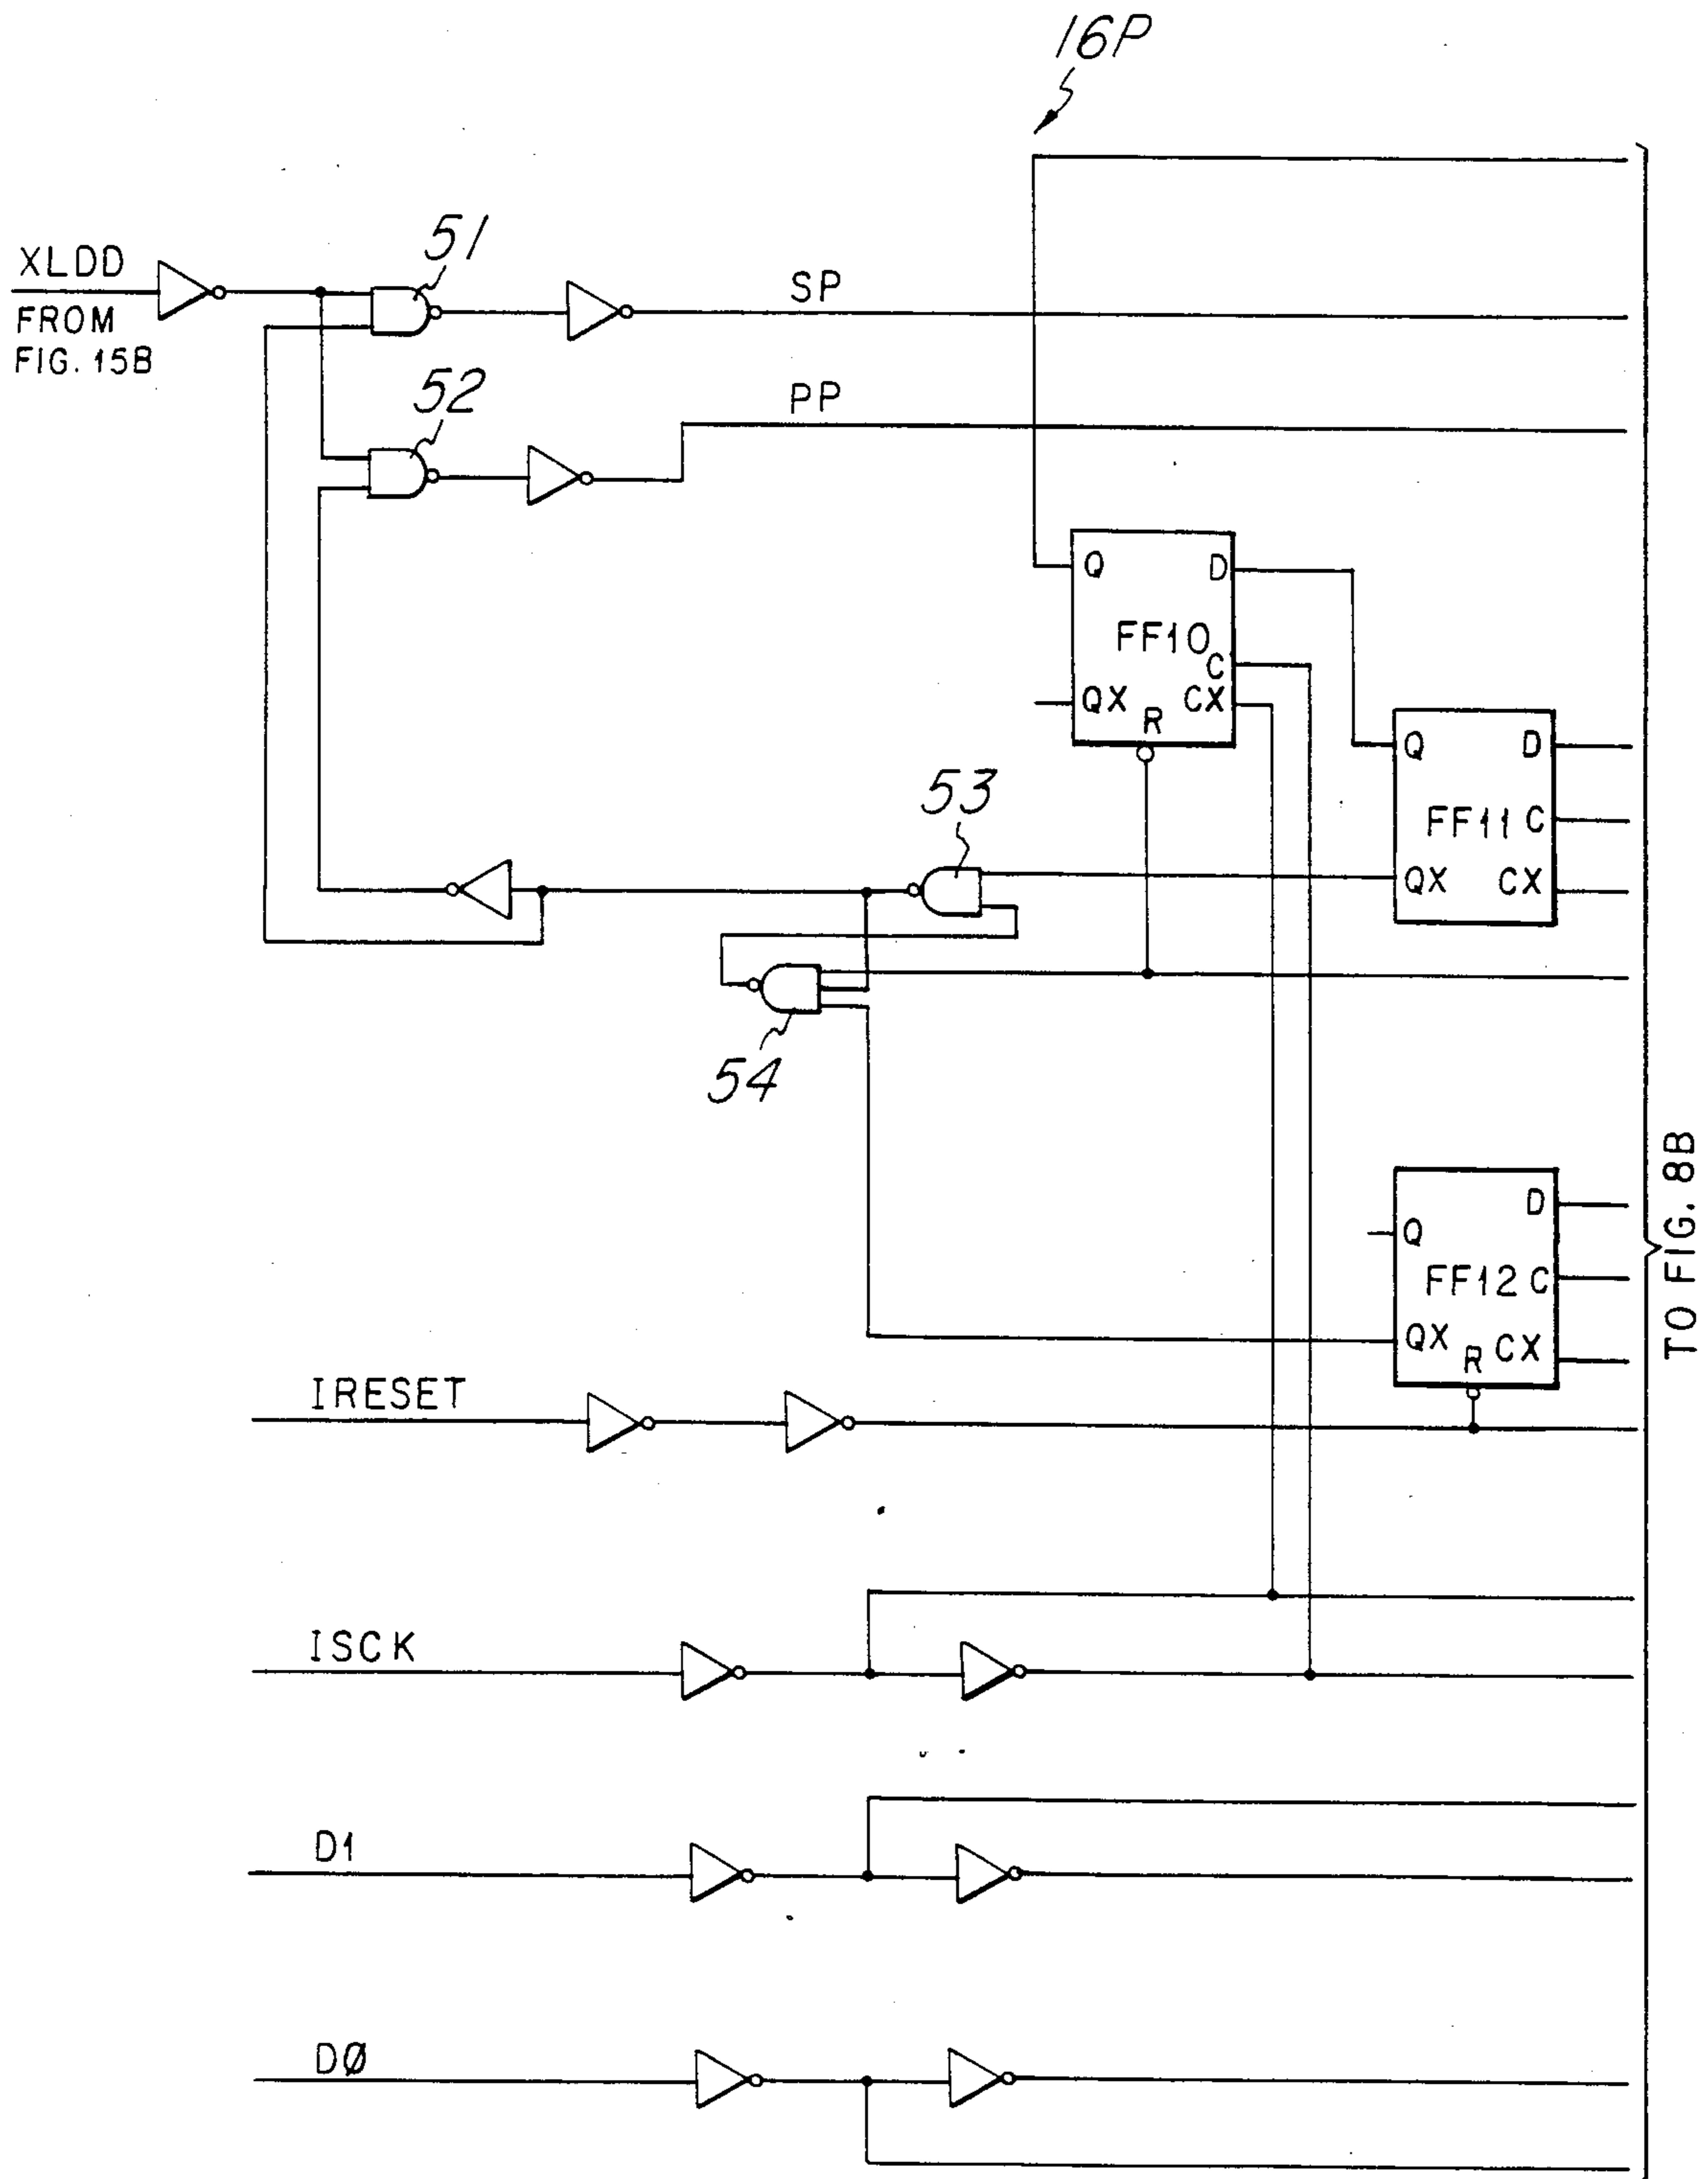 16P
XLDD
FROM
FIG. 15B
51
SP
52
PP
Q D
FF10
C
QX R CX
Q D
FF11 C
QX CX
53
54
D
Q
FF12 C
QX R CX
TO FIG. 8B
IRESET
ISCK
D1
DØ